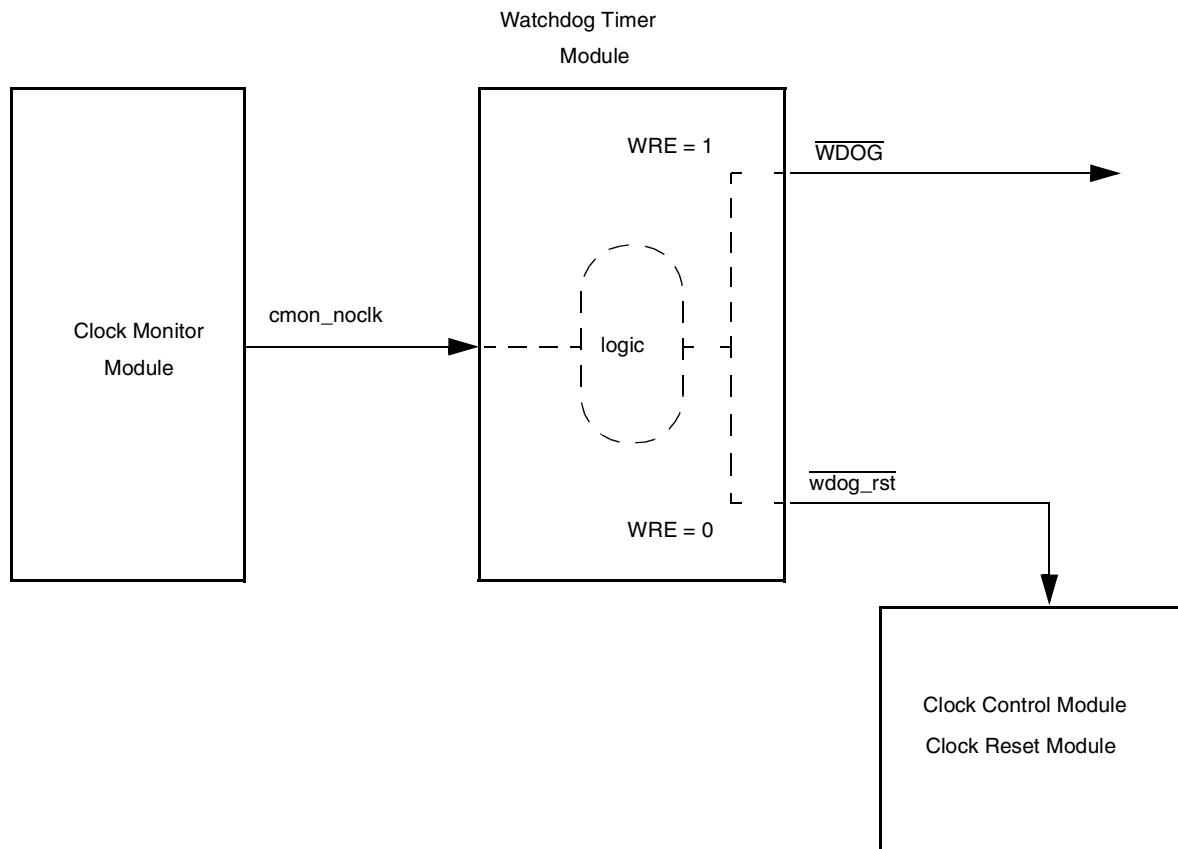 Watchdog Timer
Module
WRE = 1
WDOG
cmon_noclk
Clock Monitor
Module
logic
wdog_rst
WRE = 0
Clock Control Module
Clock Reset Module